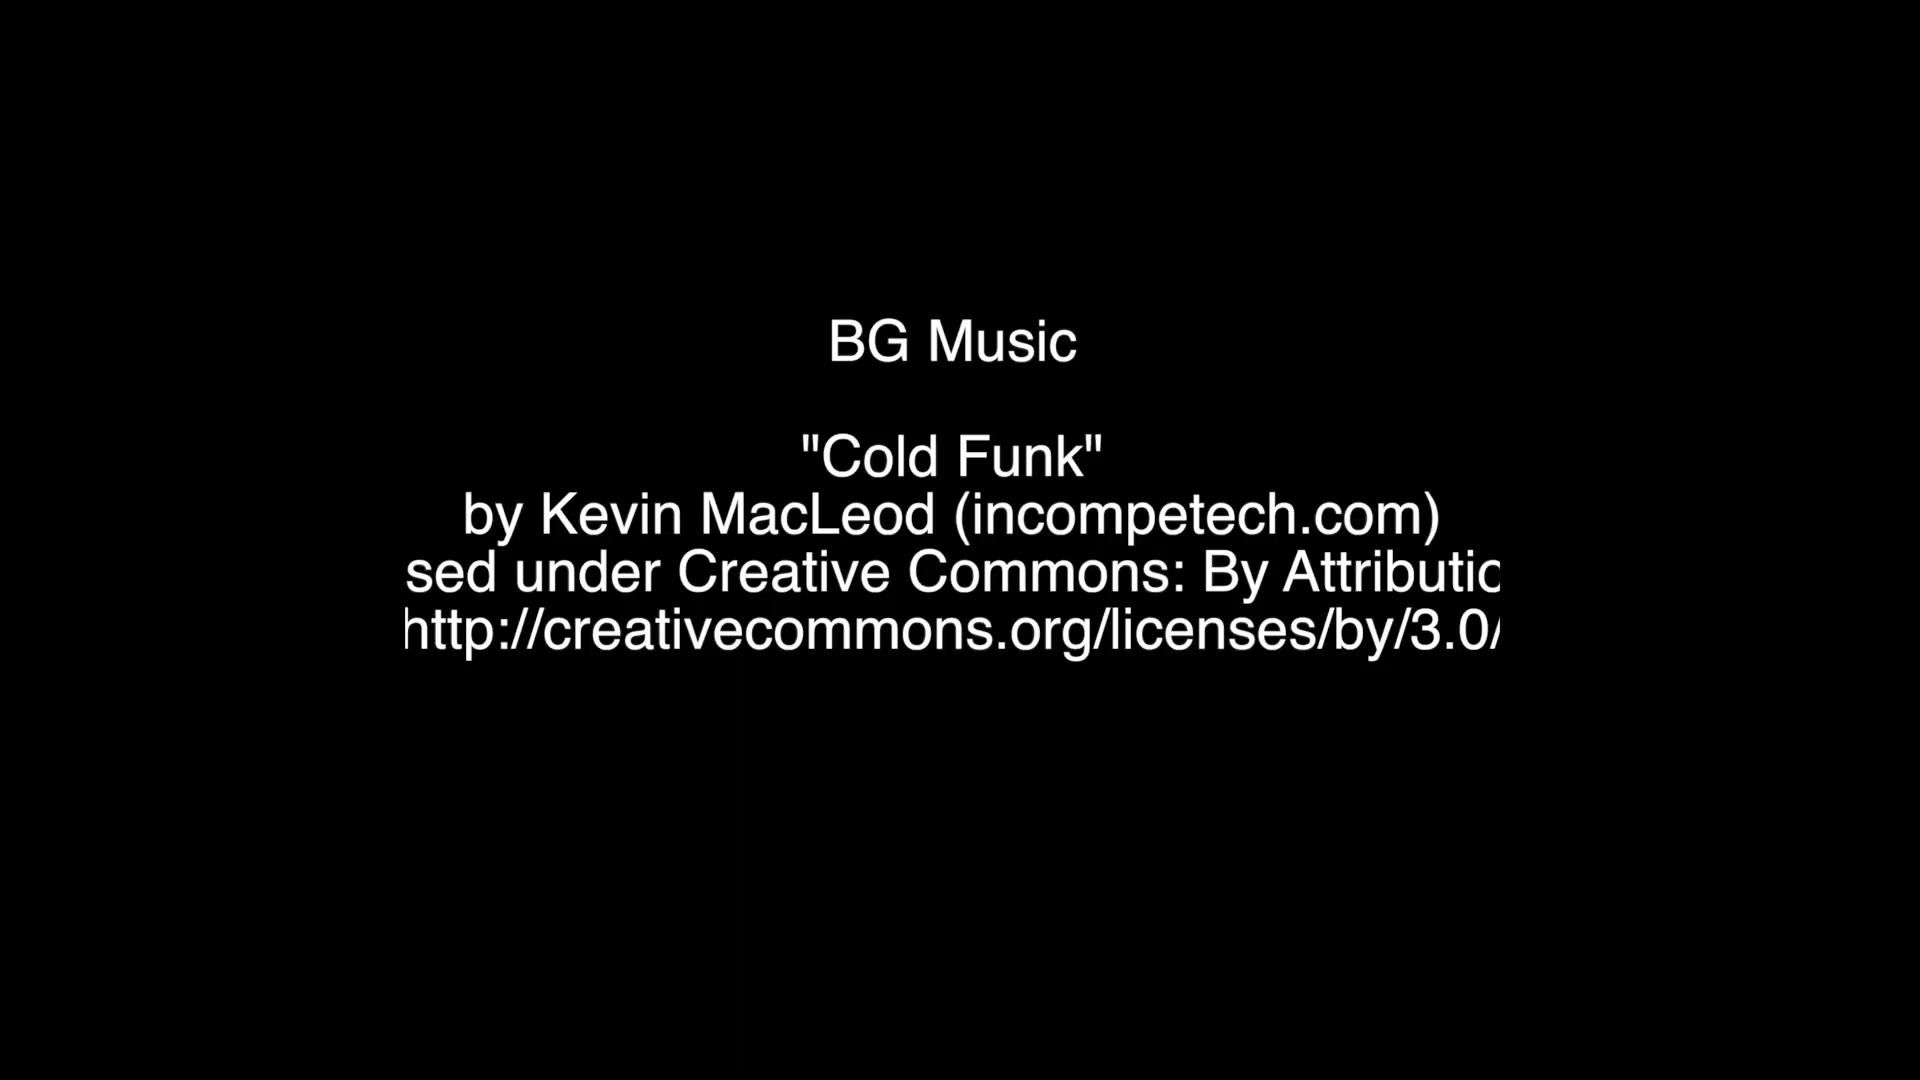 BG Music
"Cold Funk"
by Kevin MacLeod (incompetech.com)
sed under Creative Commons: By Attributio
http://creativecommons.org/licenses/by/3.0/